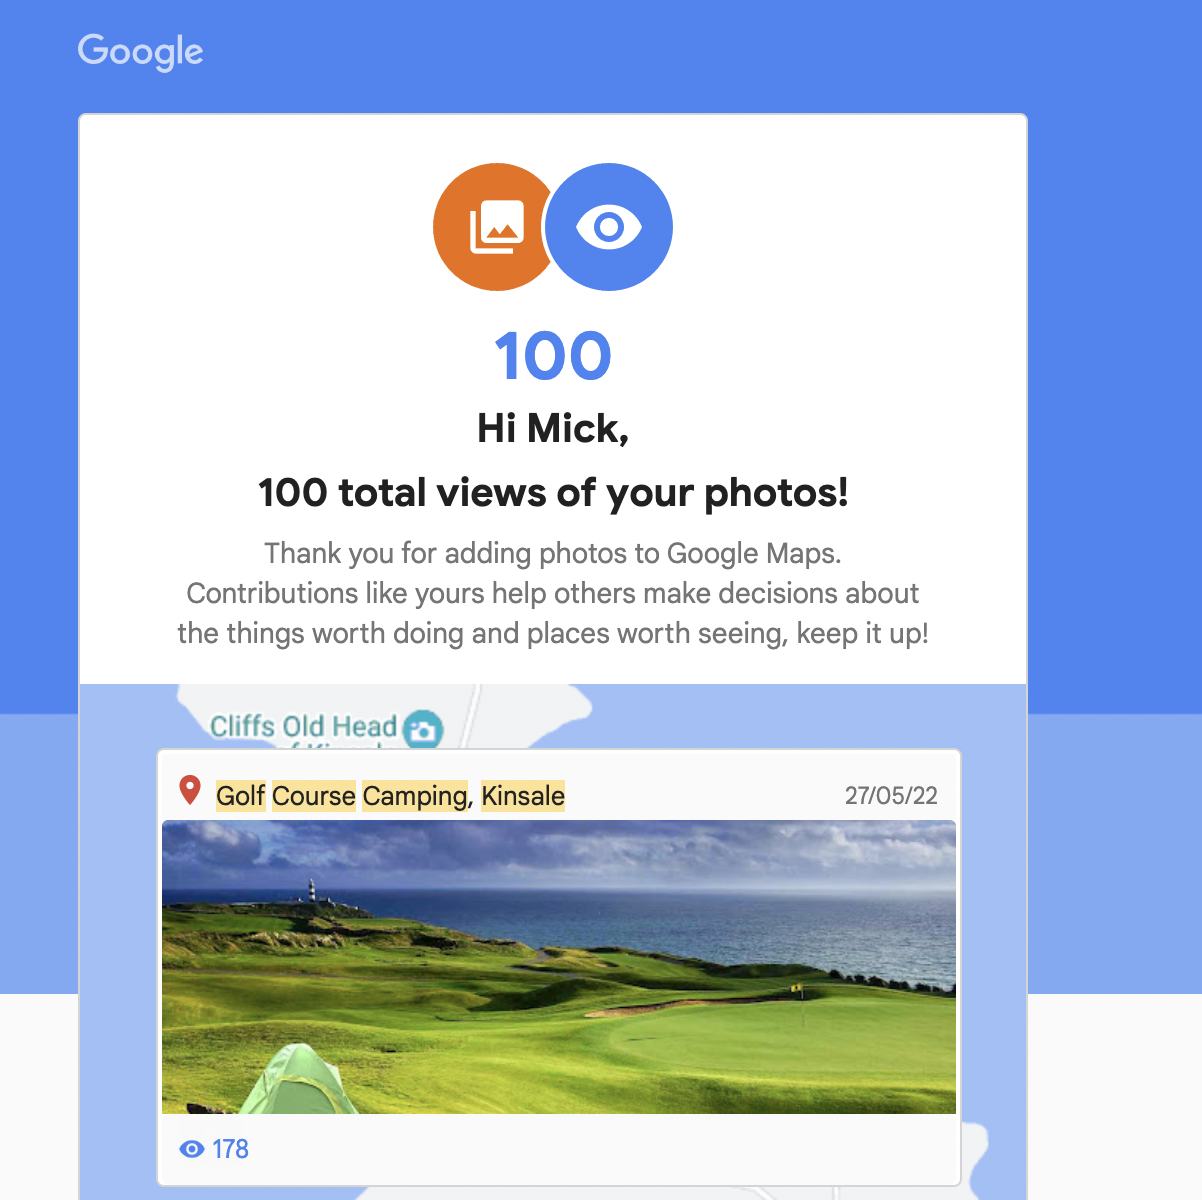 Google
100
Hi Mick,
100 total views of your photos!
Thank you for adding photos to Google Maps.
Contributions like yours help others make decisions about
the things worth doing and places worth seeing, keep it up!
Cliffs Old Head
Golf Course Camping, Kinsale
27/05/22
178